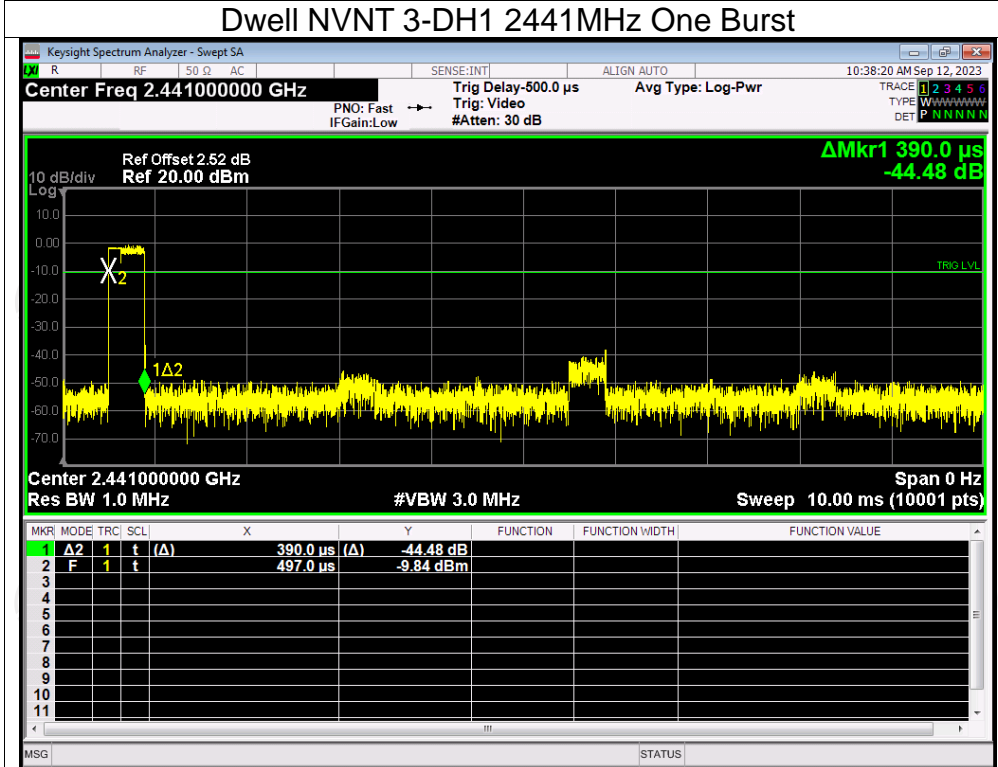 Dwell NVNT 3-DH1 2441MHz One Burst
Keysight Spectrum Analyzer - Swept SA
LXI R RF 50 Ω AC SENSE:INT ALIGN AUTO 10:38:20 AM Sep 12, 2023
Center Freq 2.441000000 GHz Trig Delay-500.0 µs Avg Type: Log-Pwr TRACE 1 2 3 4 5 6
PNO: Fast Trig: Video TYPE WWWWWW
IFGain:Low #Atten: 30 dB DET P N N N N N
ΔMkr1 390.0 µs
-44.48 dB
Ref Offset 2.52 dB
10 dB/div Ref 20.00 dBm
Log
10.0
0.00
-10.0
TRIG LVL
2
-20.0
-30.0
-40.0
1Δ2
-50.0
-60.0
-70.0
Center 2.441000000 GHz Span 0 Hz
Res BW 1.0 MHz #VBW 3.0 MHz Sweep 10.00 ms (10001 pts)
MKR MODE TRC SCL X Y FUNCTION FUNCTION WIDTH FUNCTION VALUE
1 Δ2 1 t (Δ) 390.0 µs (Δ) -44.48 dB
2 F 1 t 497.0 µs -9.84 dBm
3
4
5
6
7
8
9
10
11
MSG STATUS